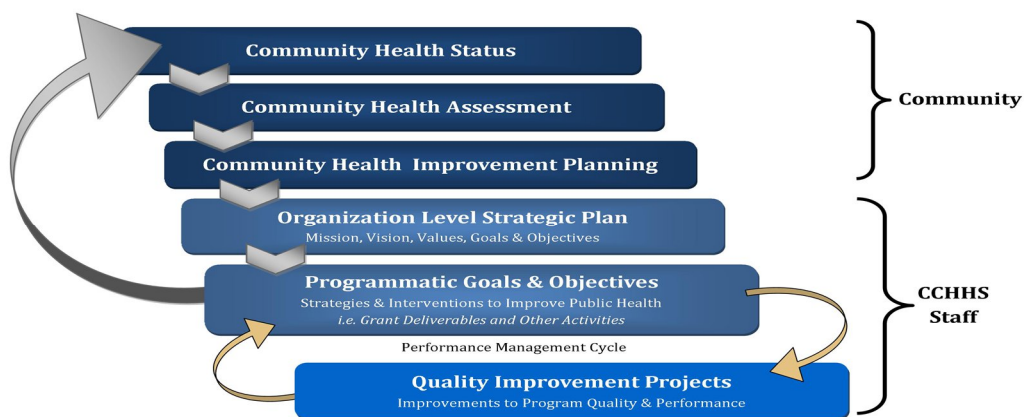 Community Health Status
Community Health Assessment
Community Health Improvement Planning
Community
Organization Level Strategic Plan
Mission, Vision, Values, Goals & Objectives
Programmatic Goals & Objectives
Strategies & Interventions to Improve Public Health
i.e. Grant Deliverables and Other Activities
Performance Management Cycle
Quality Improvement Projects
Improvements to Program Quality & Performance
CCHHS
Staff